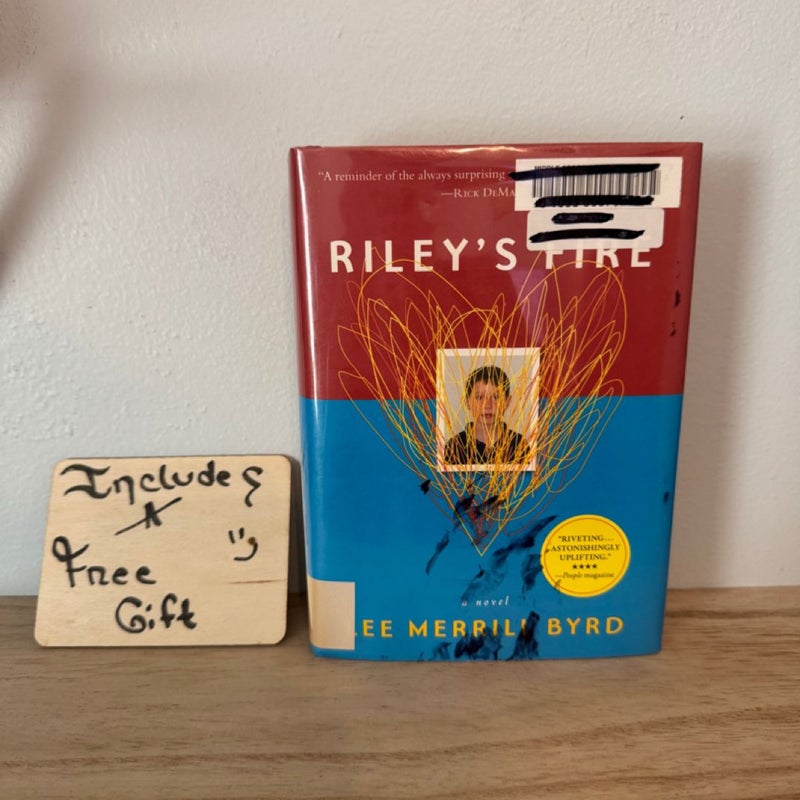 "A reminder of the always surprising
—RICK DEMA
RILEY'S FIRE
"RIVETING...
ASTONISHINGLY
UPLIFTING."
★★★★
—People magazine
a novel
LEE MERRILL BYRD
Includes
A
Free
Gift